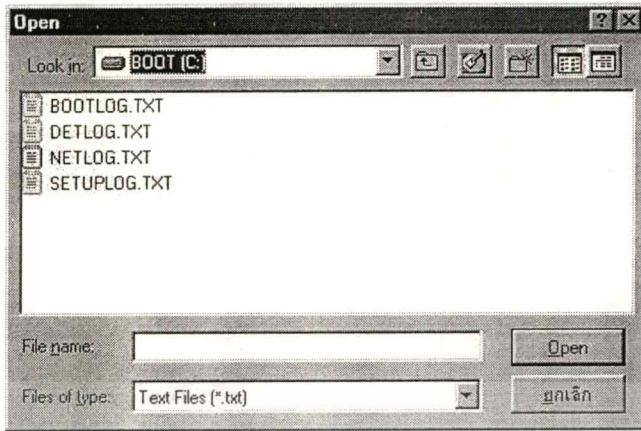 Open
Look in: BOOT (C:)
BOOTLOG.TXT
DETLOG.TXT
NETLOG.TXT
SETUPLOG.TXT
File name:
Open
Files of type: Text Files (*.txt)
ยกเลิก